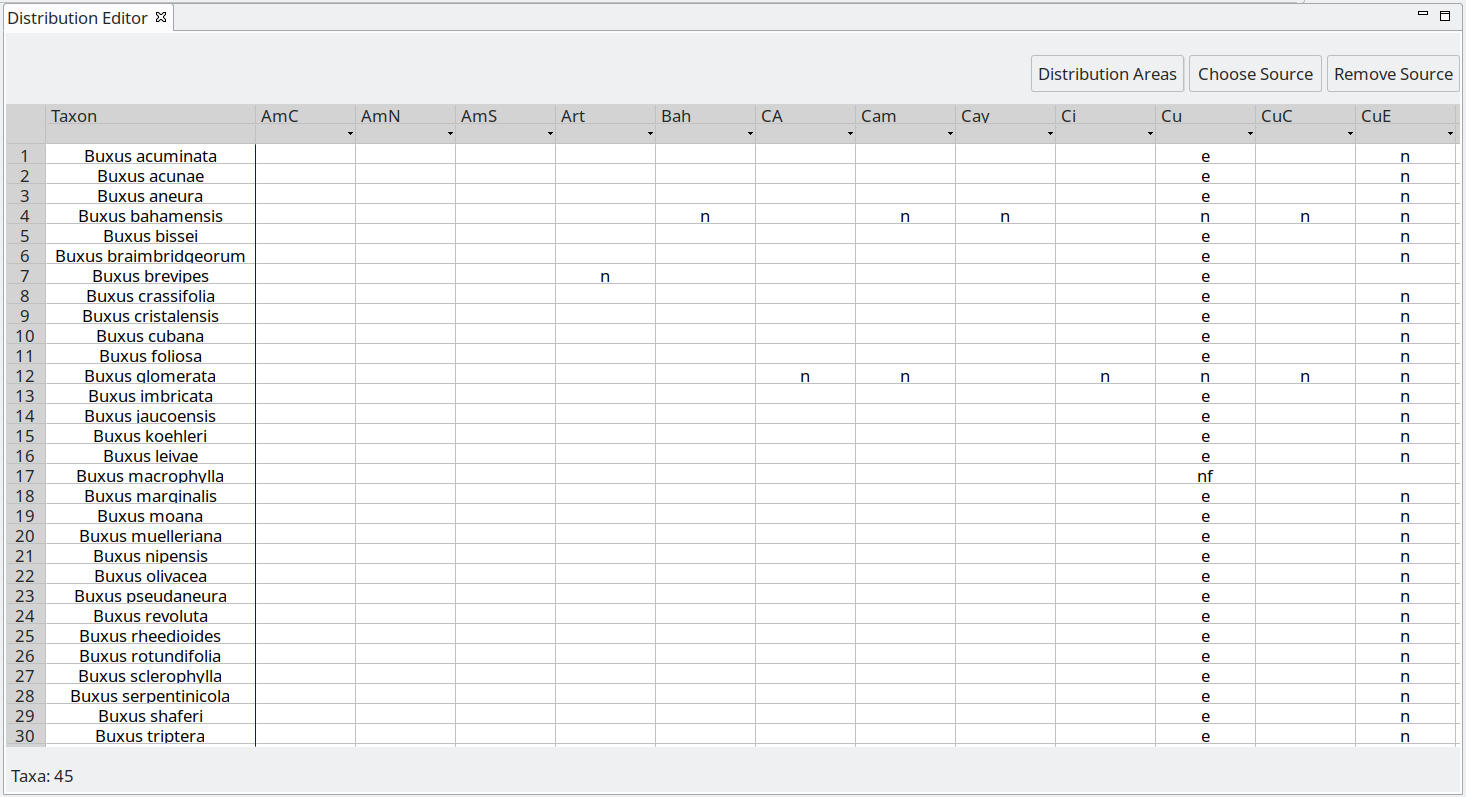 Distribution Editor
Distribution Areas Choose Source Remove Source
Taxon AmC AmN AmS Art Bah CA Cam Cay Ci Cu CuC CuE
1 Buxus acuminata e n
2 Buxus acunae e n
3 Buxus aneura e n
4 Buxus bahamensis n n n n n n
5 Buxus bissei e n
6 Buxus braimbridgeorum e n
7 Buxus brevipes n e
8 Buxus crassifolia e n
9 Buxus cristalensis e n
10 Buxus cubana e n
11 Buxus foliosa e n
12 Buxus glomerata n n n n n n
13 Buxus imbricata e n
14 Buxus jaucoensis e n
15 Buxus koehleri e n
16 Buxus leivae e n
17 Buxus macrophylla nf
18 Buxus marginalis e n
19 Buxus moana e n
20 Buxus muelleriana e n
21 Buxus nipensis e n
22 Buxus olivacea e n
23 Buxus pseudaneura e n
24 Buxus revoluta e n
25 Buxus rheedioides e n
26 Buxus rotundifolia e n
27 Buxus sclerophylla e n
28 Buxus serpentinicola e n
29 Buxus shaferi e n
30 Buxus triptera e n
Taxa: 45